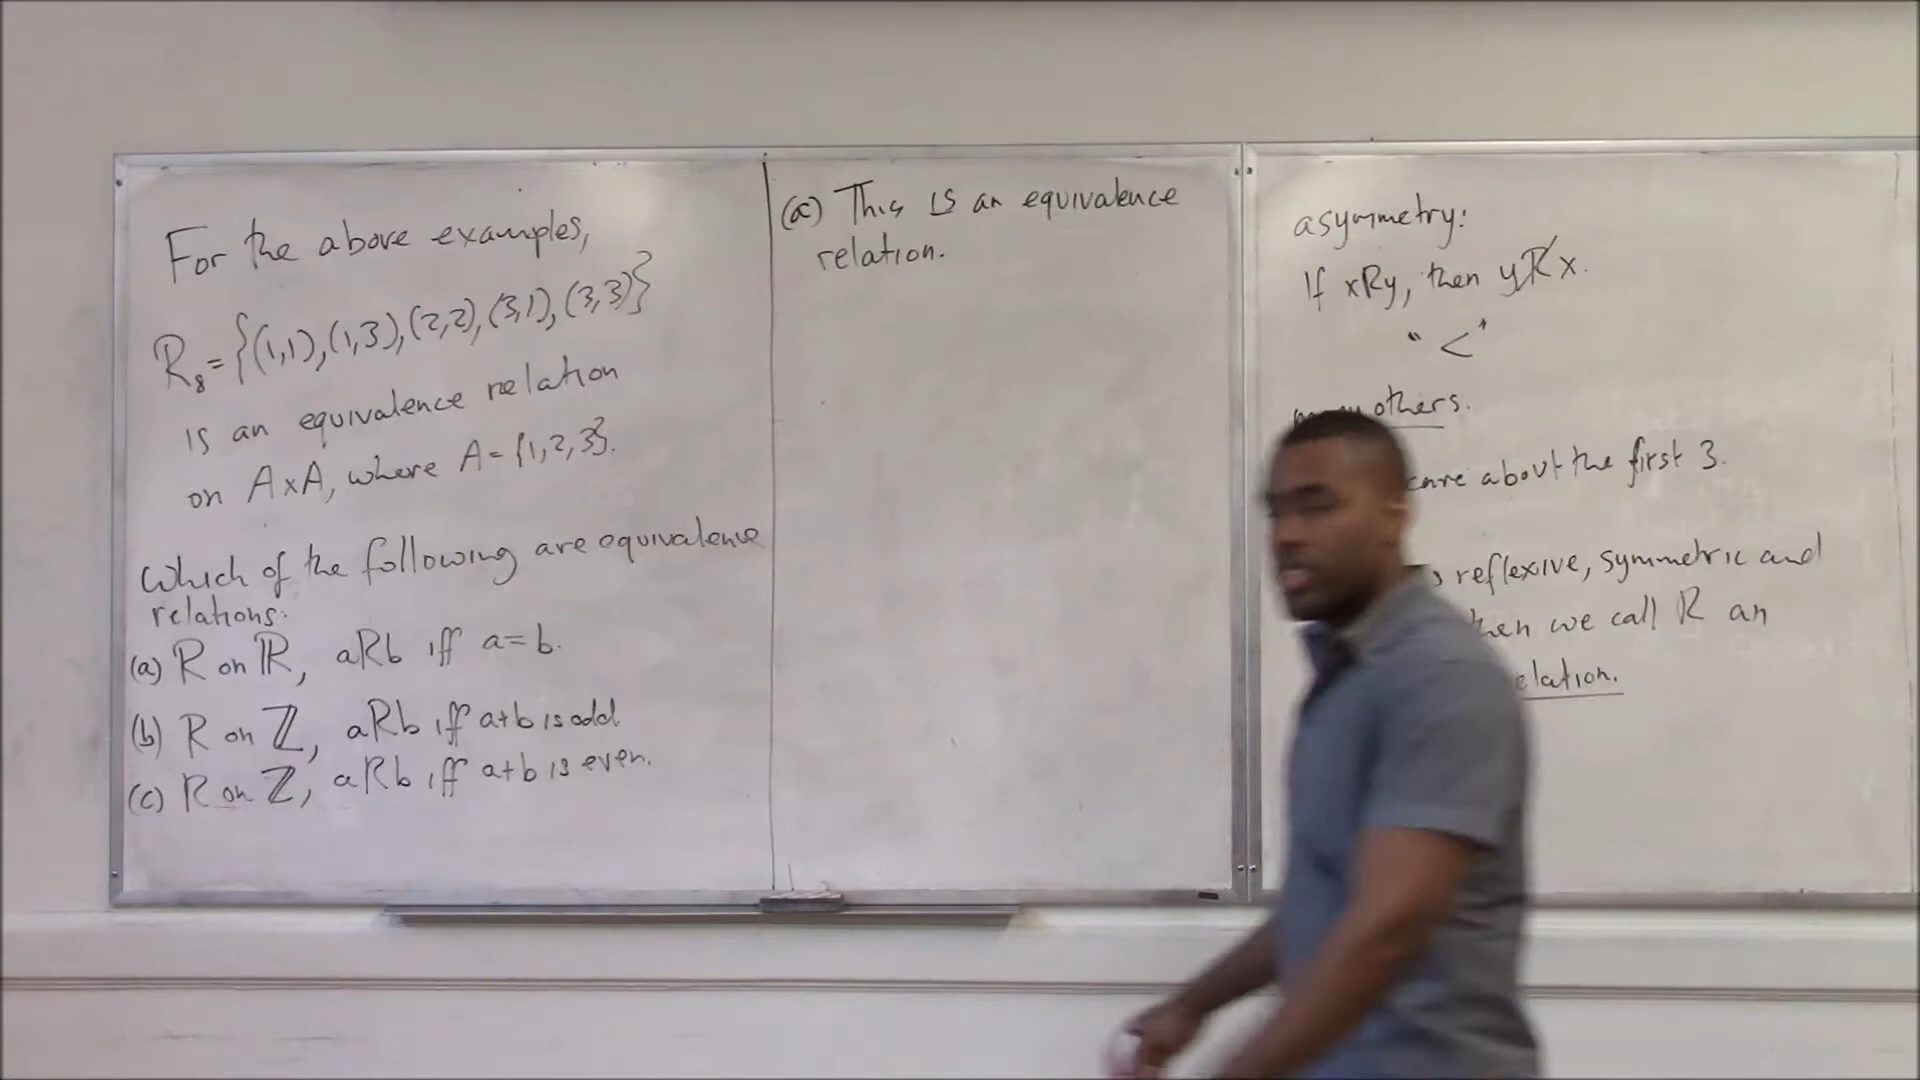 For the above examples,
R₈={(1,1),(1,3),(2,2),(3,1),(3,3)}
is an equivalence relation
on A×A, where A={1,2,3}.
Which of the following are equivalence
relations:
(a) R on ℝ, aRb iff a=b.
(b) R on ℤ, aRb iff a+b is odd
(c) R on ℤ, aRb iff a+b is even.
(a) This is an equivalence
relation.
asymmetry:
If xRy, then yR̸x.
"<"
others.
care about the first 3.
reflexive, symmetric and
then we call R an
elation.